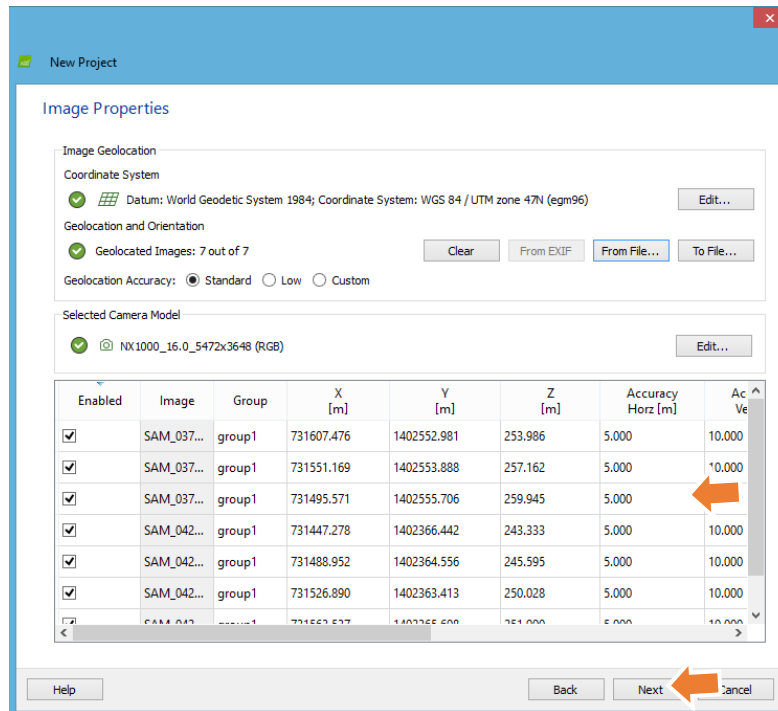 New Project
Image Properties
Image Geolocation
Coordinate System
Datum: World Geodetic System 1984; Coordinate System: WGS 84 / UTM zone 47N (egm96) Edit...
Geolocation and Orientation
Geolocated Images: 7 out of 7 Clear From EXIF From File... To File...
Geolocation Accuracy: Standard Low Custom
Selected Camera Model
NX1000_16.0_5472x3648 (RGB) Edit...
Enabled Image Group X [m] Y [m] Z [m] Accuracy Horz [m] Ac Ve
SAM_037... group1 731607.476 1402552.981 253.986 5.000 10.000
SAM_037... group1 731551.169 1402553.888 257.162 5.000 10.000
SAM_037... group1 731495.571 1402555.706 259.945 5.000
SAM_042... group1 731447.278 1402366.442 243.333 5.000 10.000
SAM_042... group1 731488.952 1402364.556 245.595 5.000 10.000
SAM_042... group1 731526.890 1402363.413 250.028 5.000 10.000
Help Back Next Cancel